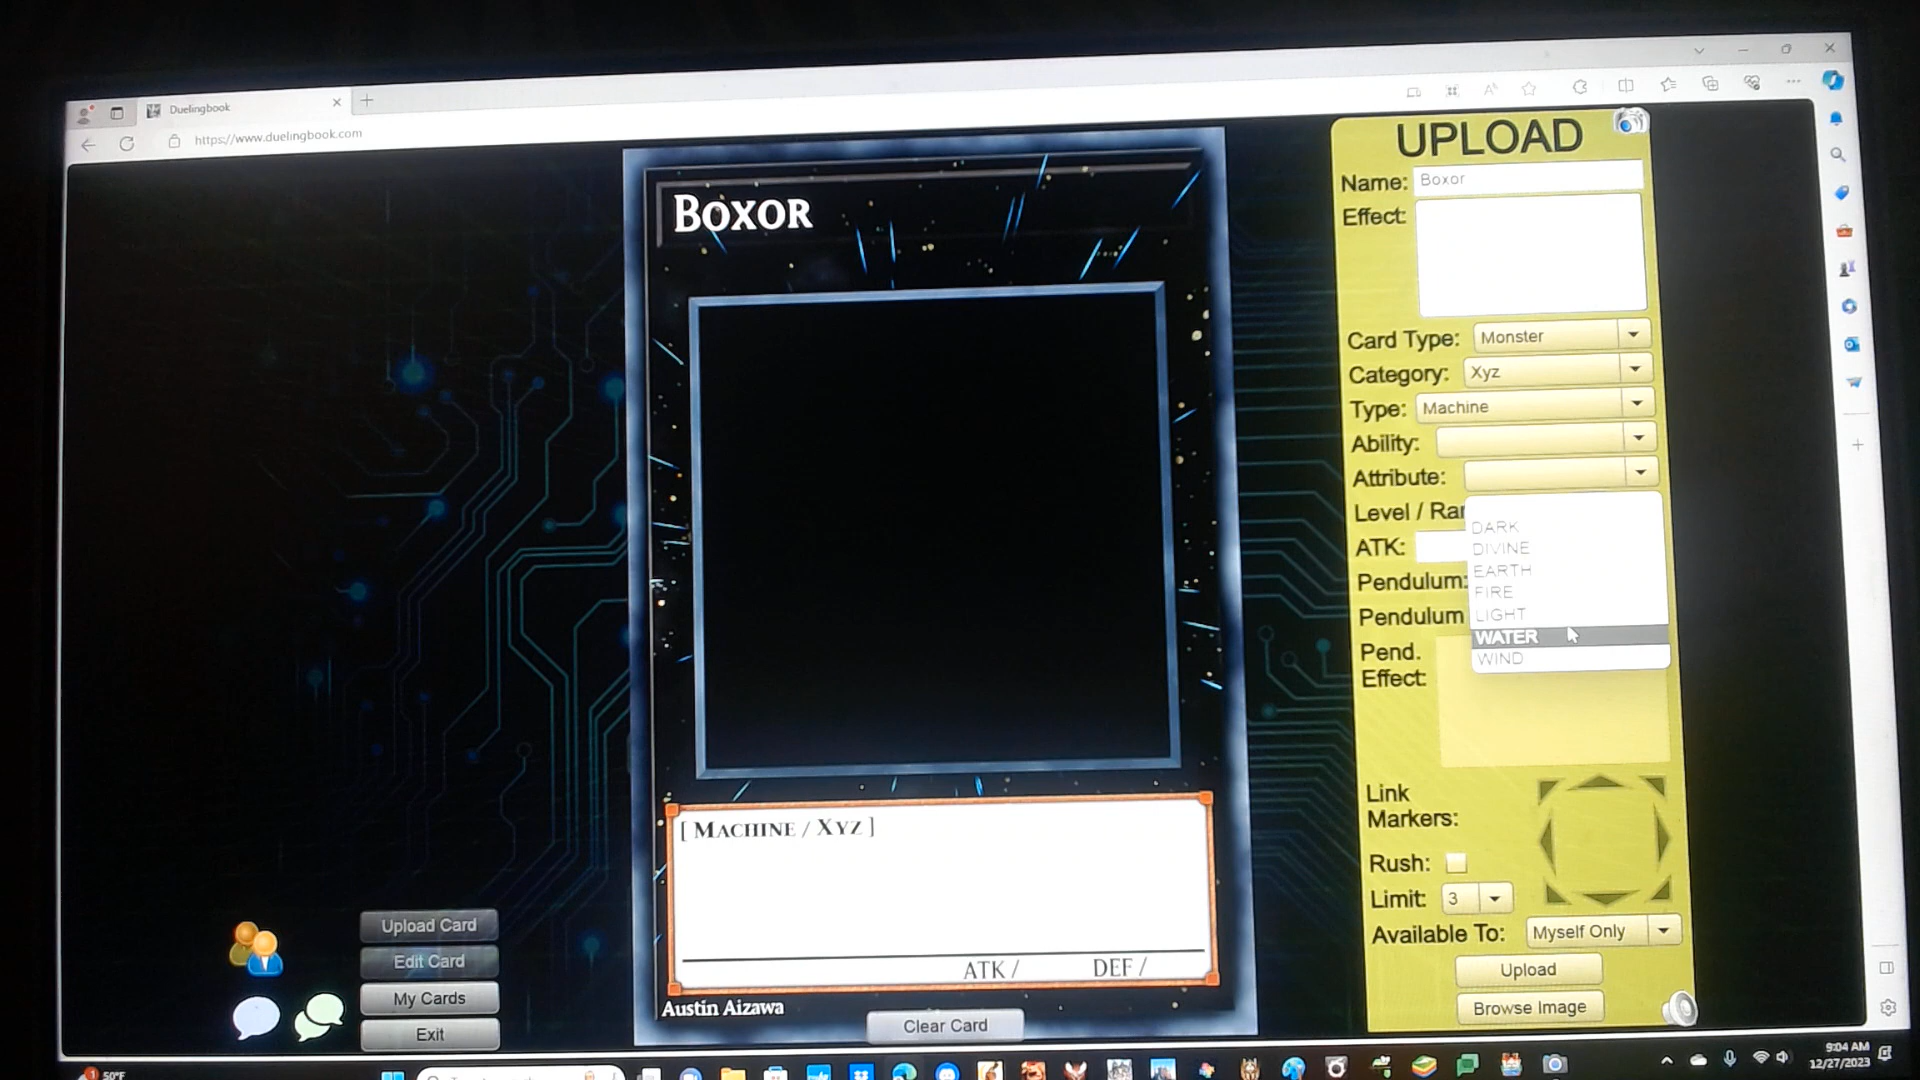 Duelingbook
https://www.duelingbook.com
BOXOR
[ MACHINE / XYZ ]
ATK /
DEF /
Austin Aizawa
Clear Card
Upload Card
Edit Card
My Cards
Exit
UPLOAD
Name: Boxor
Effect:
Card Type: Monster
Category: Xyz
Type: Machine
Ability:
Attribute:
DARK
DIVINE
EARTH
FIRE
LIGHT
WATER
WIND
Level / Ran
ATK:
Pendulum:
Pendulum
Pend.
Effect:
Link
Markers:
Rush:
Limit: 3
Available To: Myself Only
Upload
Browse Image
1
50°F
9:04 AM
12/27/2023